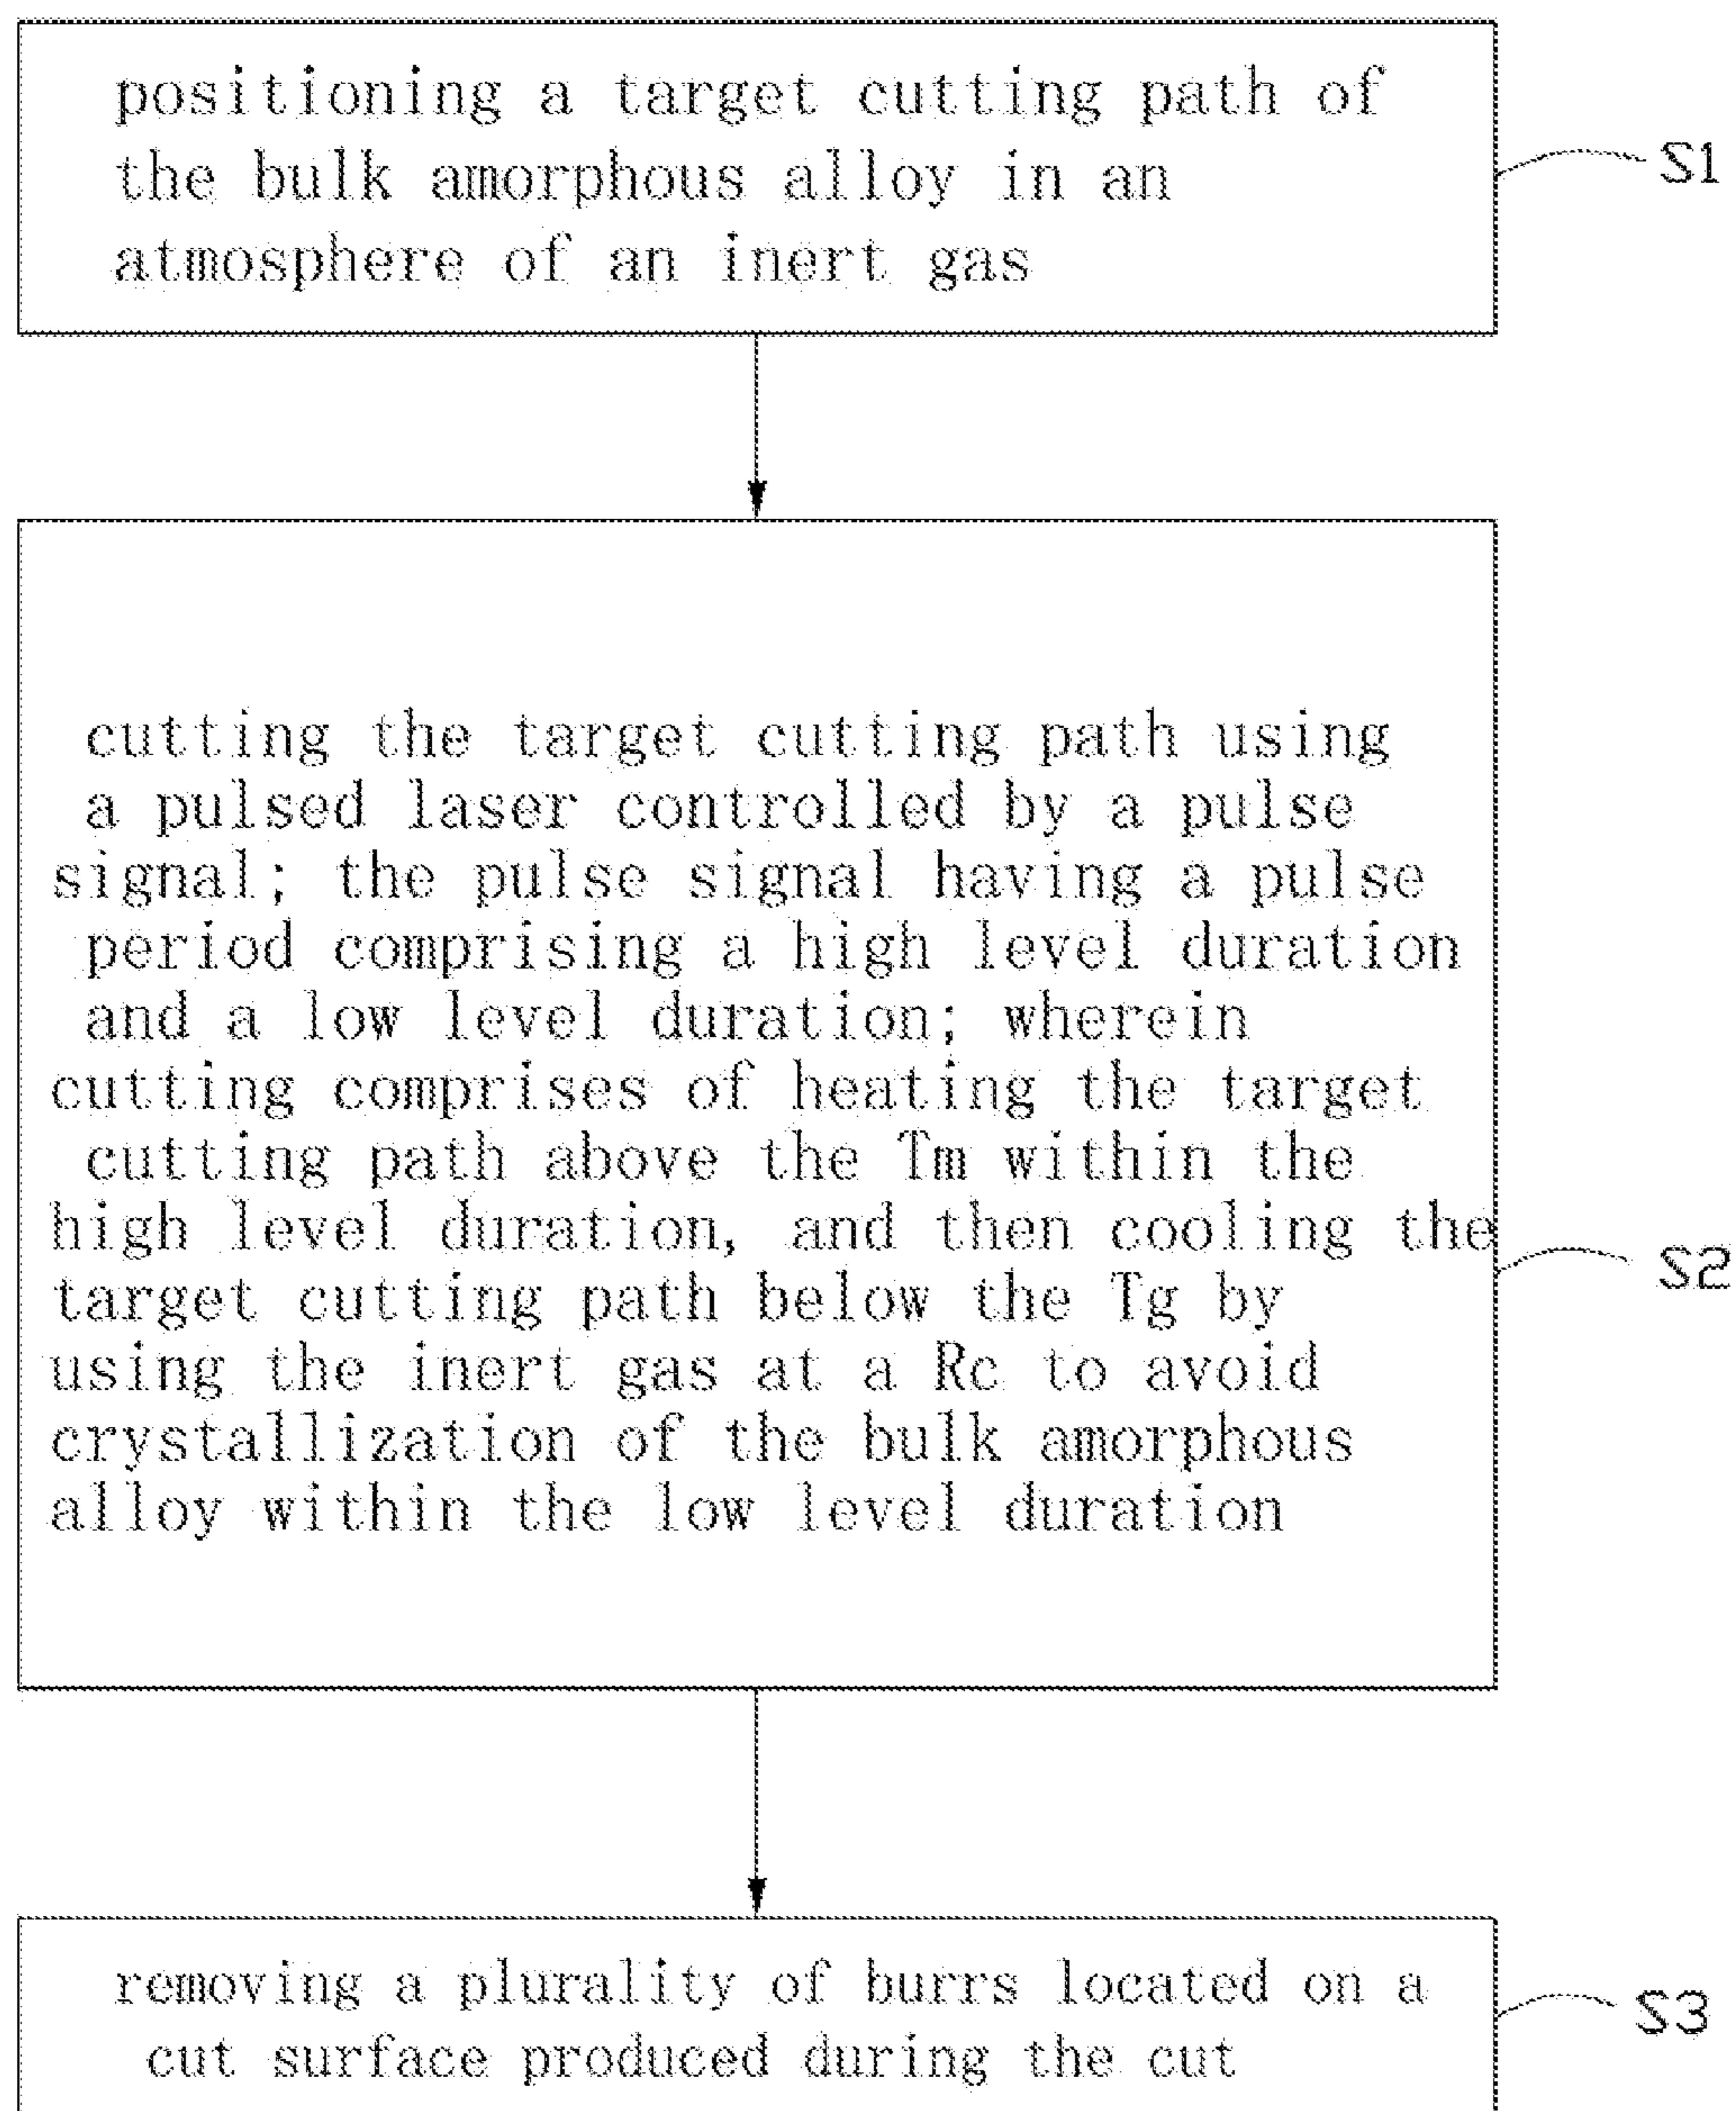 positioning a target cutting path of
the bulk amorphous alloy in an
atmosphere of an inert gas
S1
cutting the target cutting path using
a pulsed laser controlled by a pulse
signal; the pulse signal having a pulse
period comprising a high level duration
and a low level duration; wherein
cutting comprises of heating the target
cutting path above the Tm within the
high level duration, and then cooling the
target cutting path below the Tg by
using the inert gas at a Rc to avoid
crystallization of the bulk amorphous
alloy within the low level duration
S2
removing a plurality of burrs located on a
cut surface produced during the cut
S3